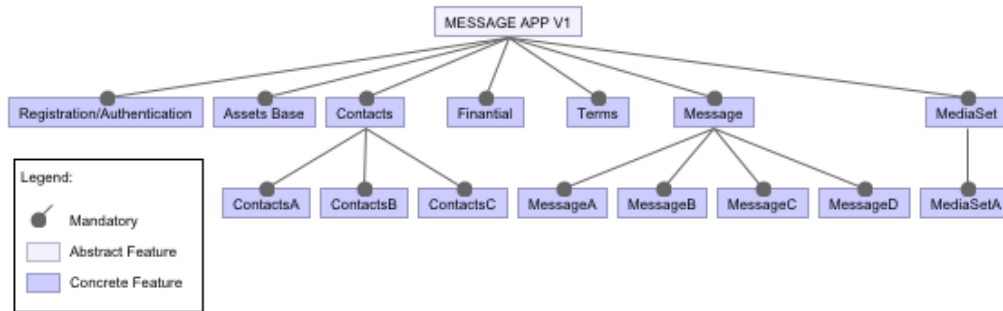 MESSAGE APP V1
Registration/Authentication
Assets Base
Contacts
Finantial
Terms
Message
MediaSet
ContactsA
ContactsB
ContactsC
MessageA
MessageB
MessageC
MessageD
MediaSetA
Legend:
Mandatory
Abstract Feature
Concrete Feature